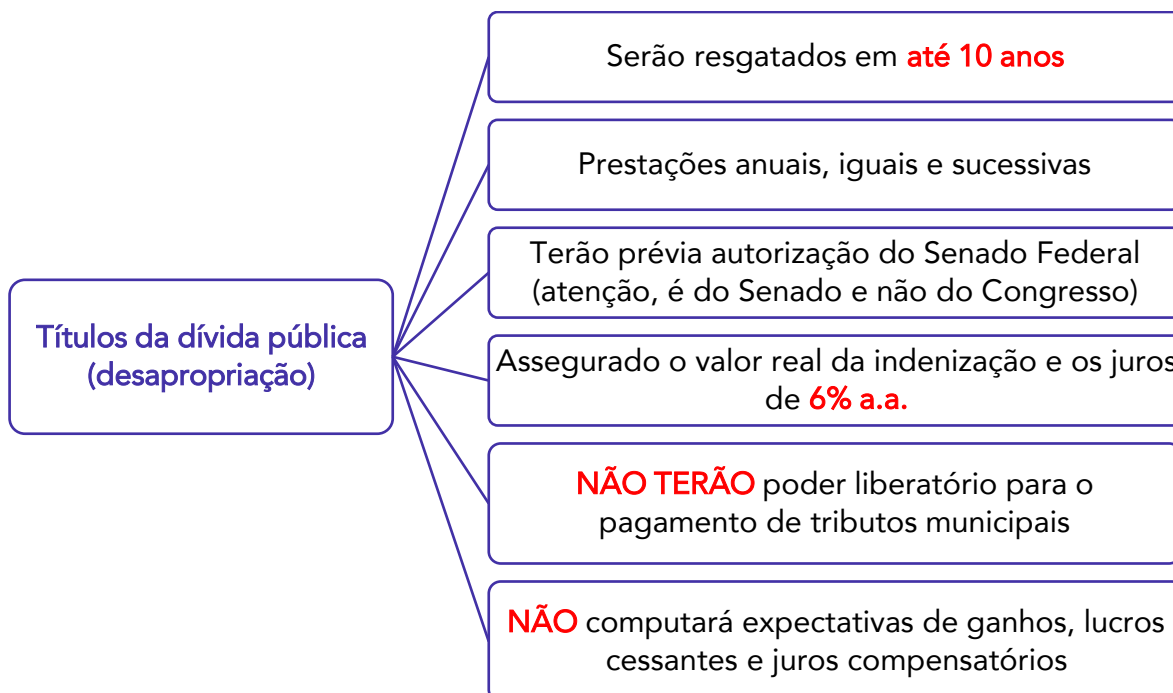 Serão resgatados em até 10 anos
Prestações anuais, iguais e sucessivas
Terão prévia autorização do Senado Federal
(atenção, é do Senado e não do Congresso)
Títulos da dívida pública
(desapropriação)
Assegurado o valor real da indenização e os juros
de 6% a.a.
NÃO TERÃO poder liberatório para o
pagamento de tributos municipais
NÃO computará expectativas de ganhos, lucros
cessantes e juros compensatórios